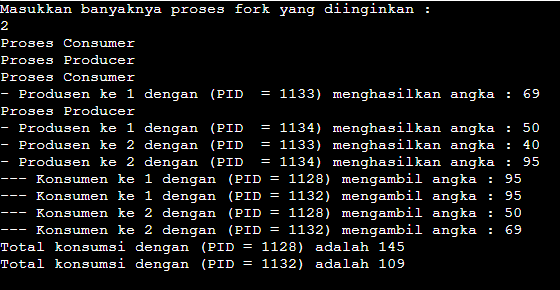 Masukkan banyaknya proses fork yang diinginkan :
2
Proses Consumer
Proses Producer
Proses Consumer
- Produsen ke 1 dengan (PID  = 1133) menghasilkan angka : 69
Proses Producer
- Produsen ke 1 dengan (PID  = 1134) menghasilkan angka : 50
- Produsen ke 2 dengan (PID  = 1133) menghasilkan angka : 40
- Produsen ke 2 dengan (PID  = 1134) menghasilkan angka : 95
--- Konsumen ke 1 dengan (PID = 1128) mengambil angka : 95
--- Konsumen ke 1 dengan (PID = 1132) mengambil angka : 95
--- Konsumen ke 2 dengan (PID = 1128) mengambil angka : 50
--- Konsumen ke 2 dengan (PID = 1132) mengambil angka : 69
Total konsumsi dengan (PID = 1128) adalah 145
Total konsumsi dengan (PID = 1132) adalah 109